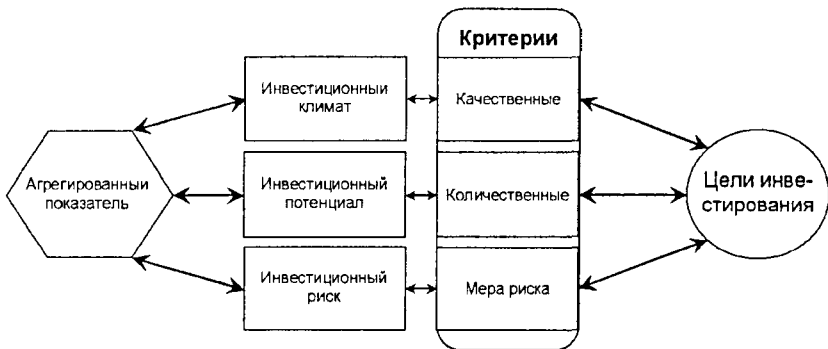 Критерии
Инвестиционный
климат
Качественные
Агрегированный
показатель
Инвестиционный
потенциал
Количественные
Цели инве-
стирования
Инвестиционный
риск
Мера риска